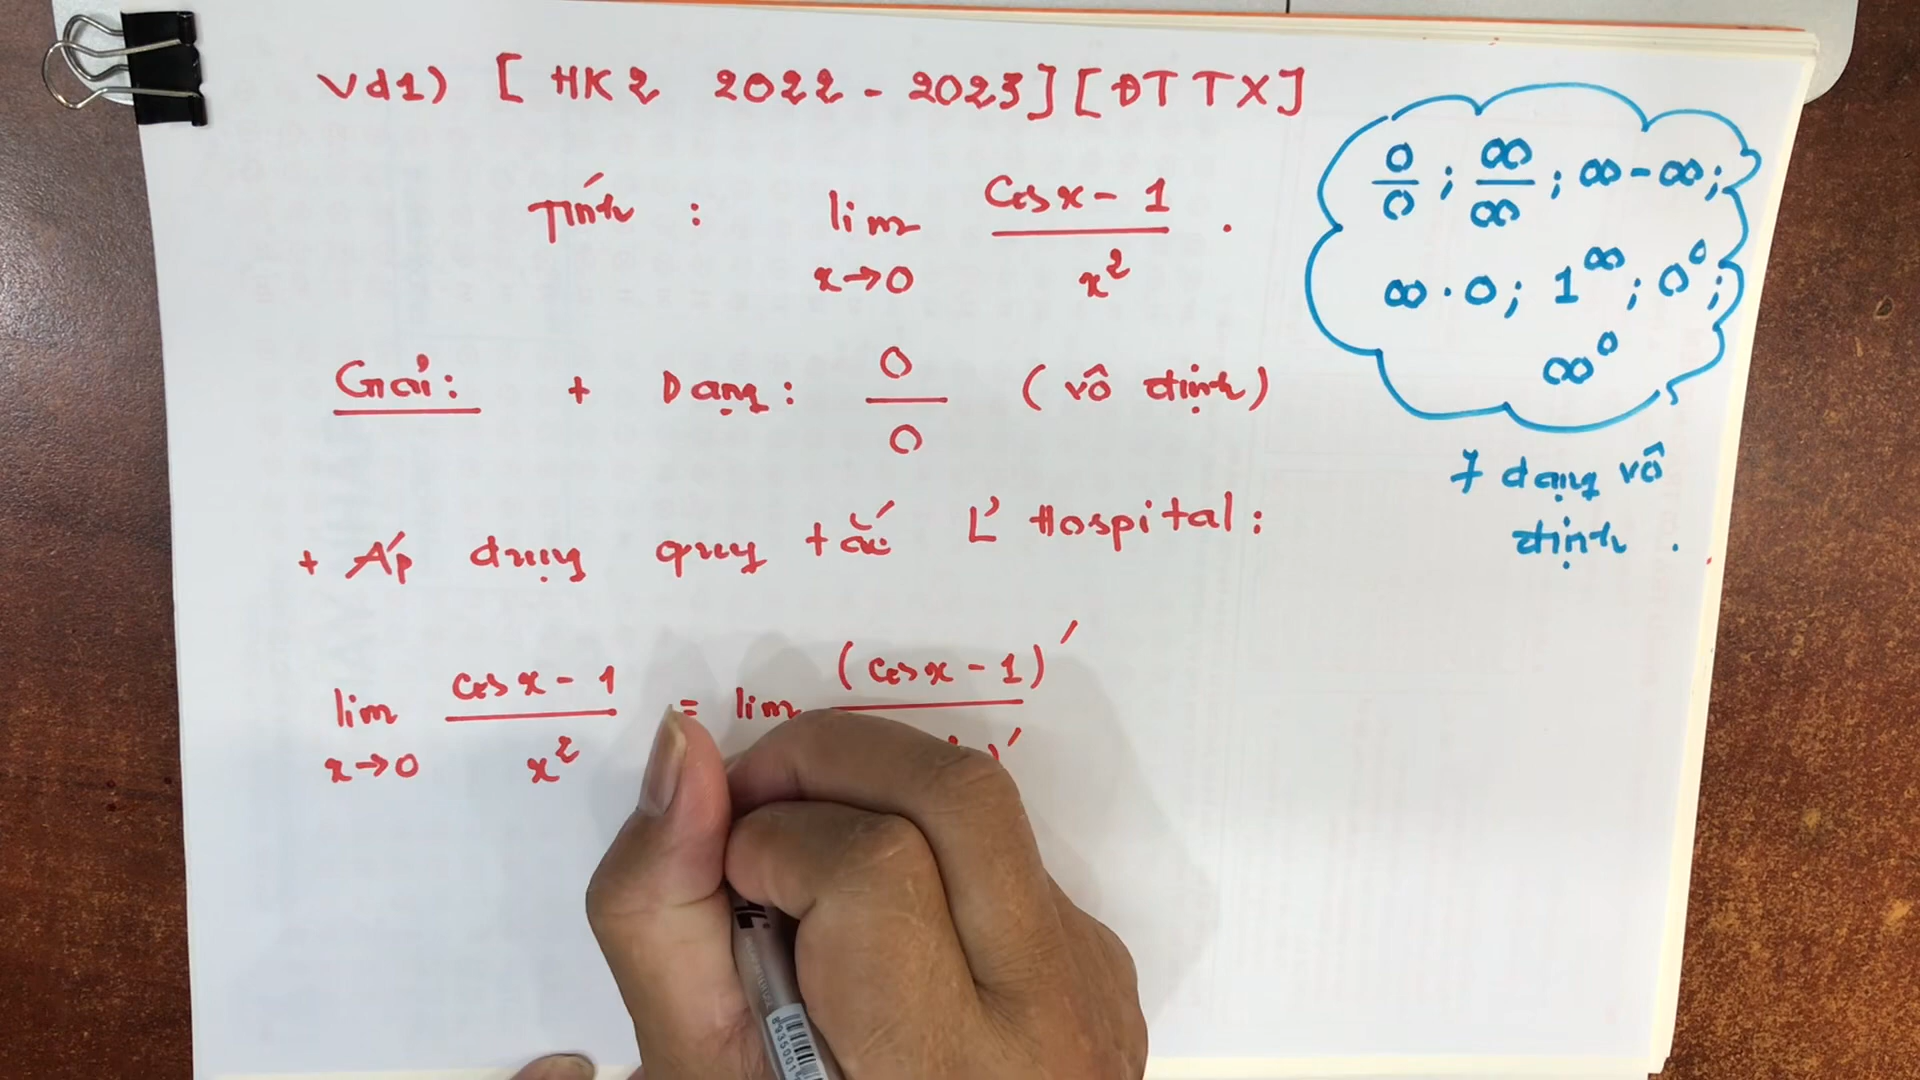 Vd1) [HK2 2022 - 2023] [ĐTTX]
Tính : lim x→0 (cosx - 1)/x² .
Giải: + Dạng: 0/0 (vô định)
+ Áp dụng quy tắc L'Hospital:
lim x→0 (cosx - 1)/x² = lim (cosx - 1)'
0/0 ; ∞/∞ ; ∞ - ∞ ;
∞ · 0 ; 1^∞ ; 0⁰ ;
∞⁰
7 dạng vô
định .